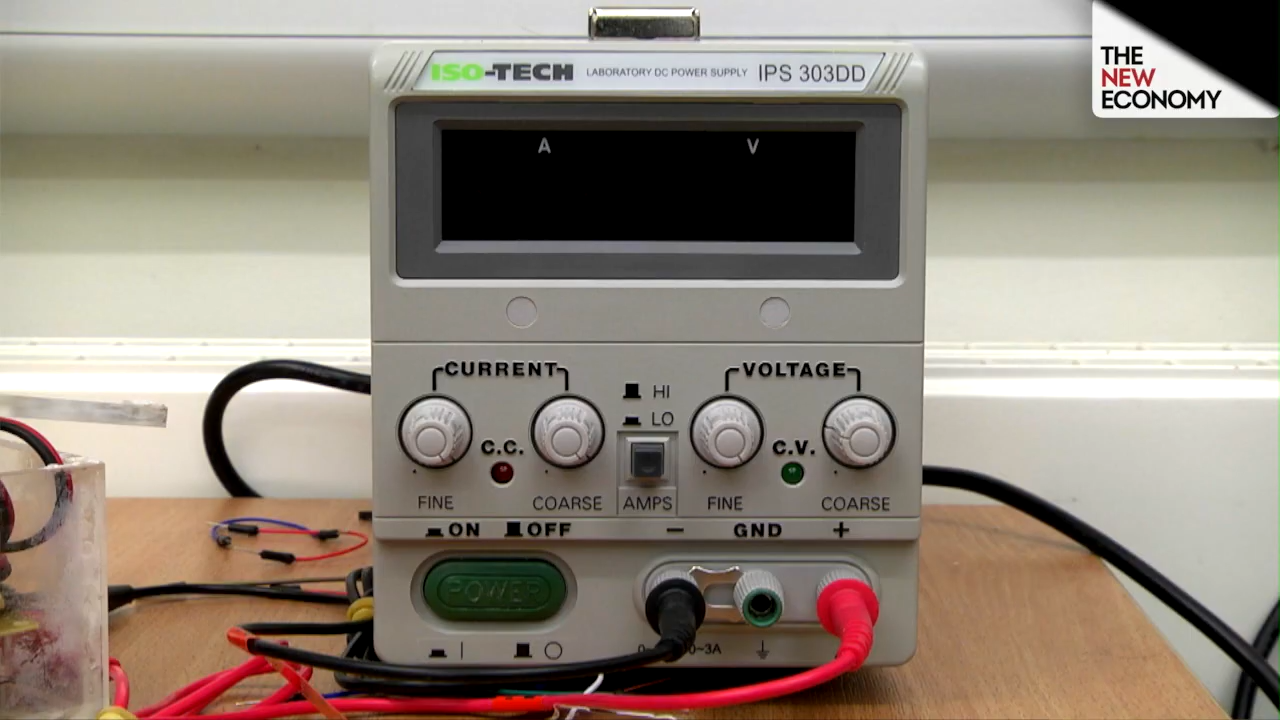 THE
NEW
ECONOMY
ISO-TECH LABORATORY DC POWER SUPPLY IPS 303DD
A V
CURRENT VOLTAGE
HI
LO
C.C. C.V.
FINE COARSE AMPS FINE COARSE
ON OFF − GND +
POWER